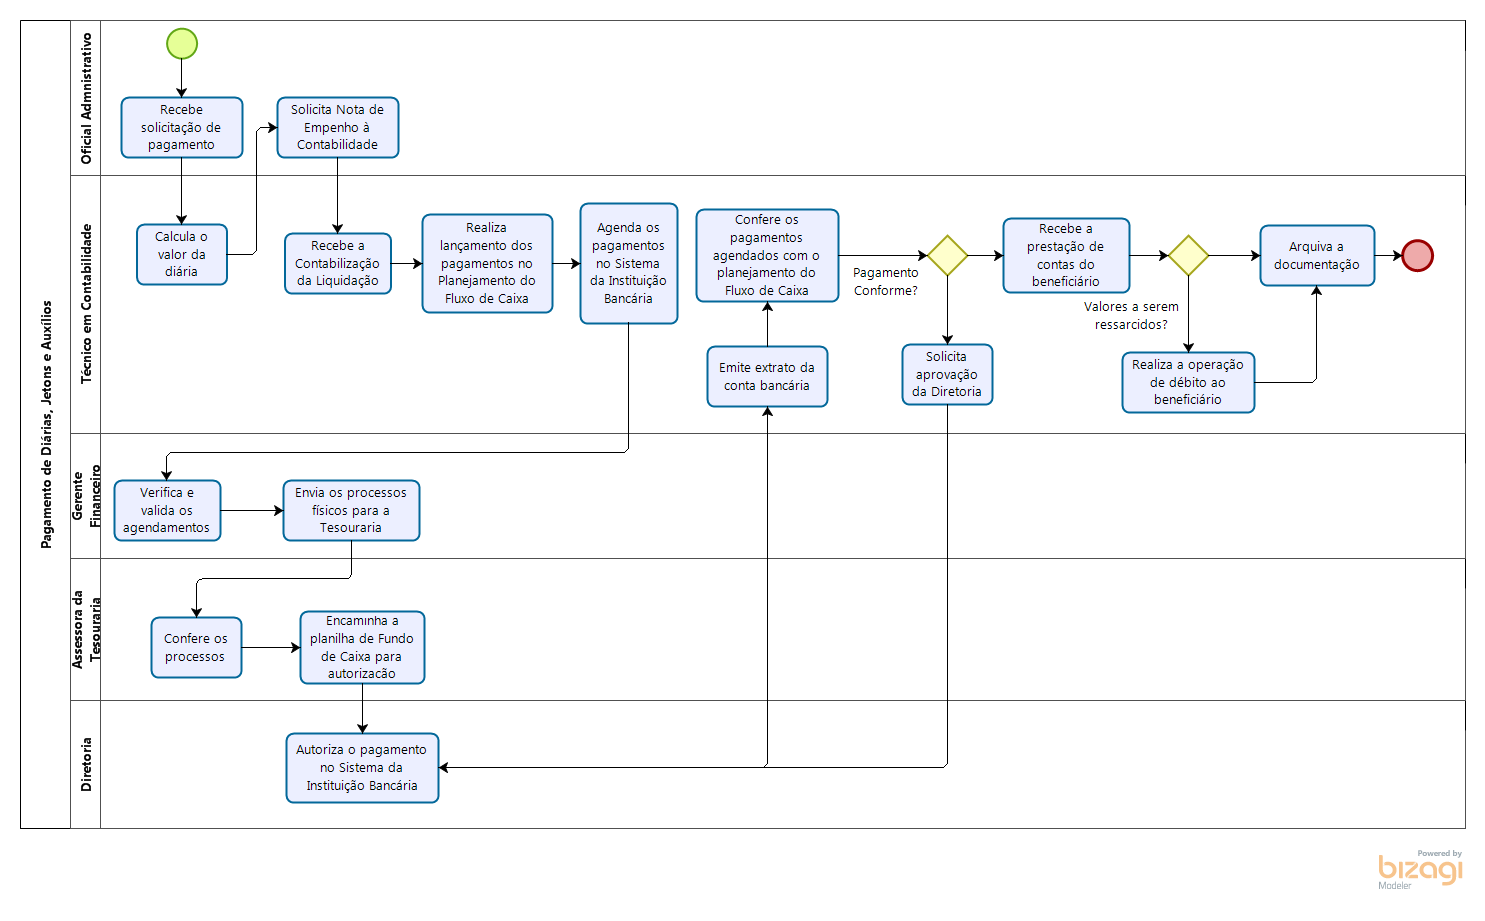 Pagamento de Diárias, Jetons e Auxílios
Oficial Admnistrativo
Recebe
solicitação de
pagamento
Solicita Nota de
Empenho à
Contabilidade
Técnico em Contabilidade
Calcula o
valor da
diária
Recebe a
Contabilização
da Liquidação
Realiza
lançamento dos
pagamentos no
Planejamento do
Fluxo de Caixa
Agenda os
pagamentos
no Sistema
da Instituição
Bancária
Confere os
pagamentos
agendados com o
planejamento do
Fluxo de Caixa
Pagamento
Conforme?
Recebe a
prestação de
contas do
beneficiário
Valores a serem
ressarcidos?
Arquiva a
documentação
Emite extrato da
conta bancária
Solicita
aprovação
da Diretoria
Realiza a operação
de débito ao
beneficiário
Gerente
Financeiro
Verifica e
valida os
agendamentos
Envia os processos
físicos para a
Tesouraria
Assessora da
Tesouraria
Confere os
processos
Encaminha a
planilha de Fundo
de Caixa para
autorizacão
Diretoria
Autoriza o pagamento
no Sistema da
Instituição Bancária
Powered by
bizagi
Modeler